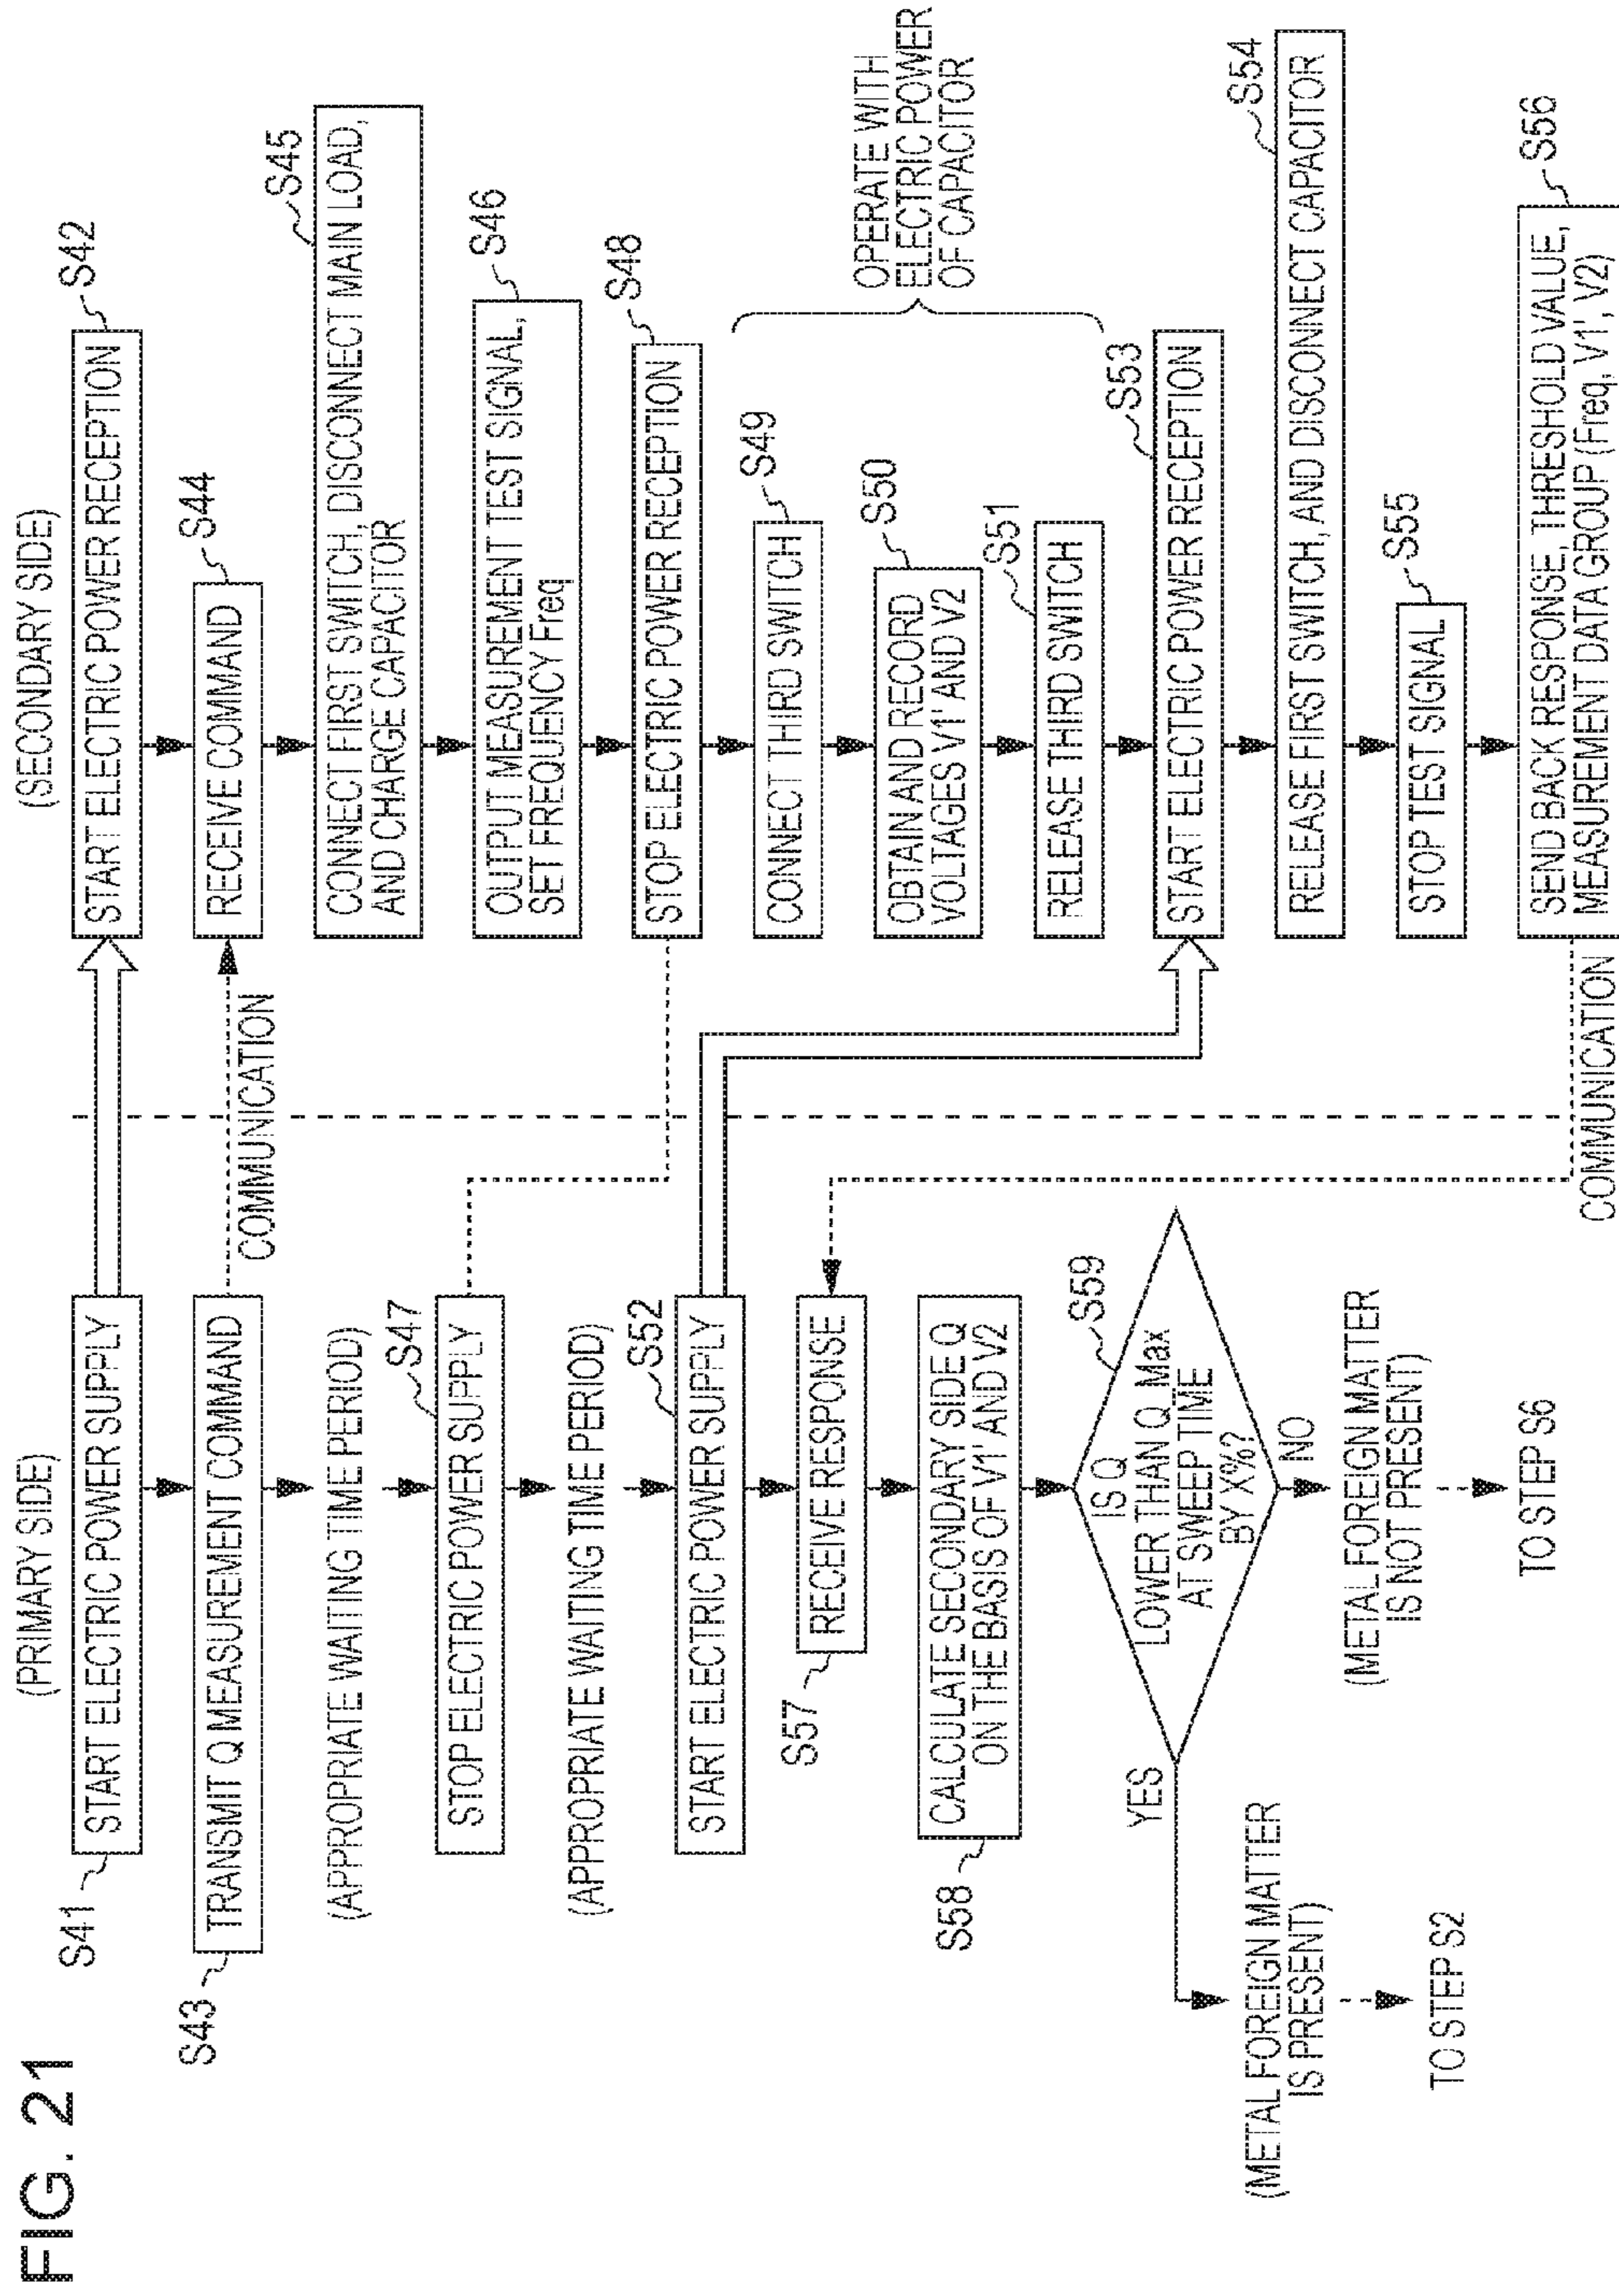 FIG. 21
(PRIMARY SIDE)
S41
START ELECTRIC POWER SUPPLY
S43
TRANSMIT Q MEASUREMENT COMMAND
COMMUNICATION
(APPROPRIATE WAITING TIME PERIOD)
S47
STOP ELECTRIC POWER SUPPLY
(APPROPRIATE WAITING TIME PERIOD)
S52
START ELECTRIC POWER SUPPLY
S57
RECEIVE RESPONSE
S58
CALCULATE SECONDARY SIDE Q
ON THE BASIS OF V1' AND V2
S59
IS Q
LOWER THAN Q Max
AT SWEEP TIME
BY X%?
YES
NO
(METAL FOREIGN MATTER
IS PRESENT)
TO STEP S2
(METAL FOREIGN MATTER
IS NOT PRESENT)
TO STEP S6
(SECONDARY SIDE)
S42
START ELECTRIC POWER RECEPTION
S44
RECEIVE COMMAND
S45
CONNECT FIRST SWITCH, DISCONNECT MAIN LOAD,
AND CHARGE CAPACITOR
S46
OUTPUT MEASUREMENT TEST SIGNAL,
SET FREQUENCY Freq
S48
STOP ELECTRIC POWER RECEPTION
S49
CONNECT THIRD SWITCH
S50
OBTAIN AND RECORD
VOLTAGES V1' AND V2
S51
RELEASE THIRD SWITCH
OPERATE WITH
ELECTRIC POWER
OF CAPACITOR
S53
START ELECTRIC POWER RECEPTION
S54
RELEASE FIRST SWITCH, AND DISCONNECT CAPACITOR
S55
STOP TEST SIGNAL
S56
SEND BACK RESPONSE, THRESHOLD VALUE,
MEASUREMENT DATA GROUP (Freq, V1', V2)
COMMUNICATION